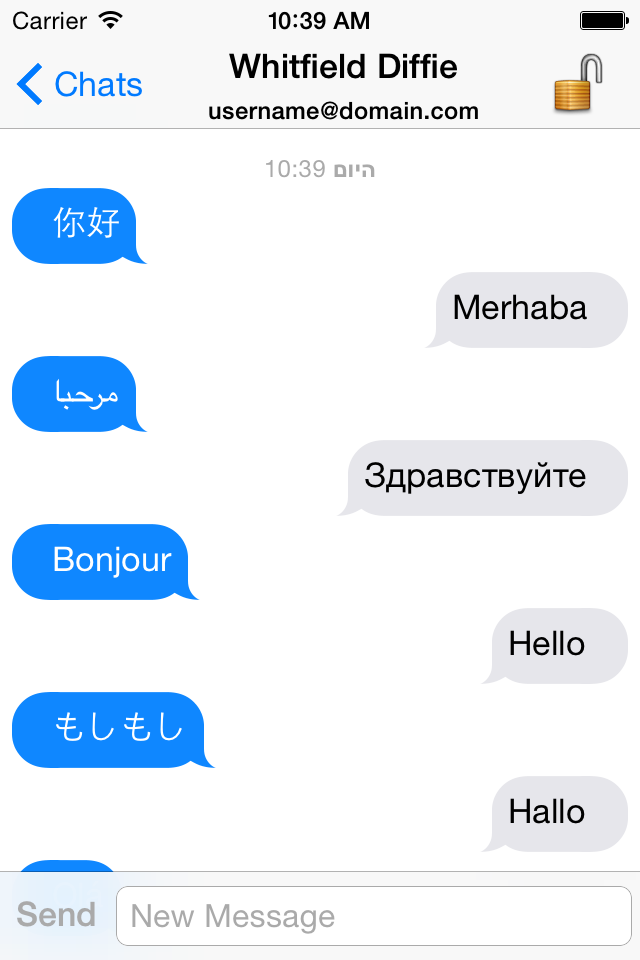 Carrier 10:39 AM
Chats
Whitfield Diffie
username@domain.com
היום 10:39
你好
Merhaba
مرحبا
Здравствуйте
Bonjour
Hello
もしもし
Hallo
Send
New Message